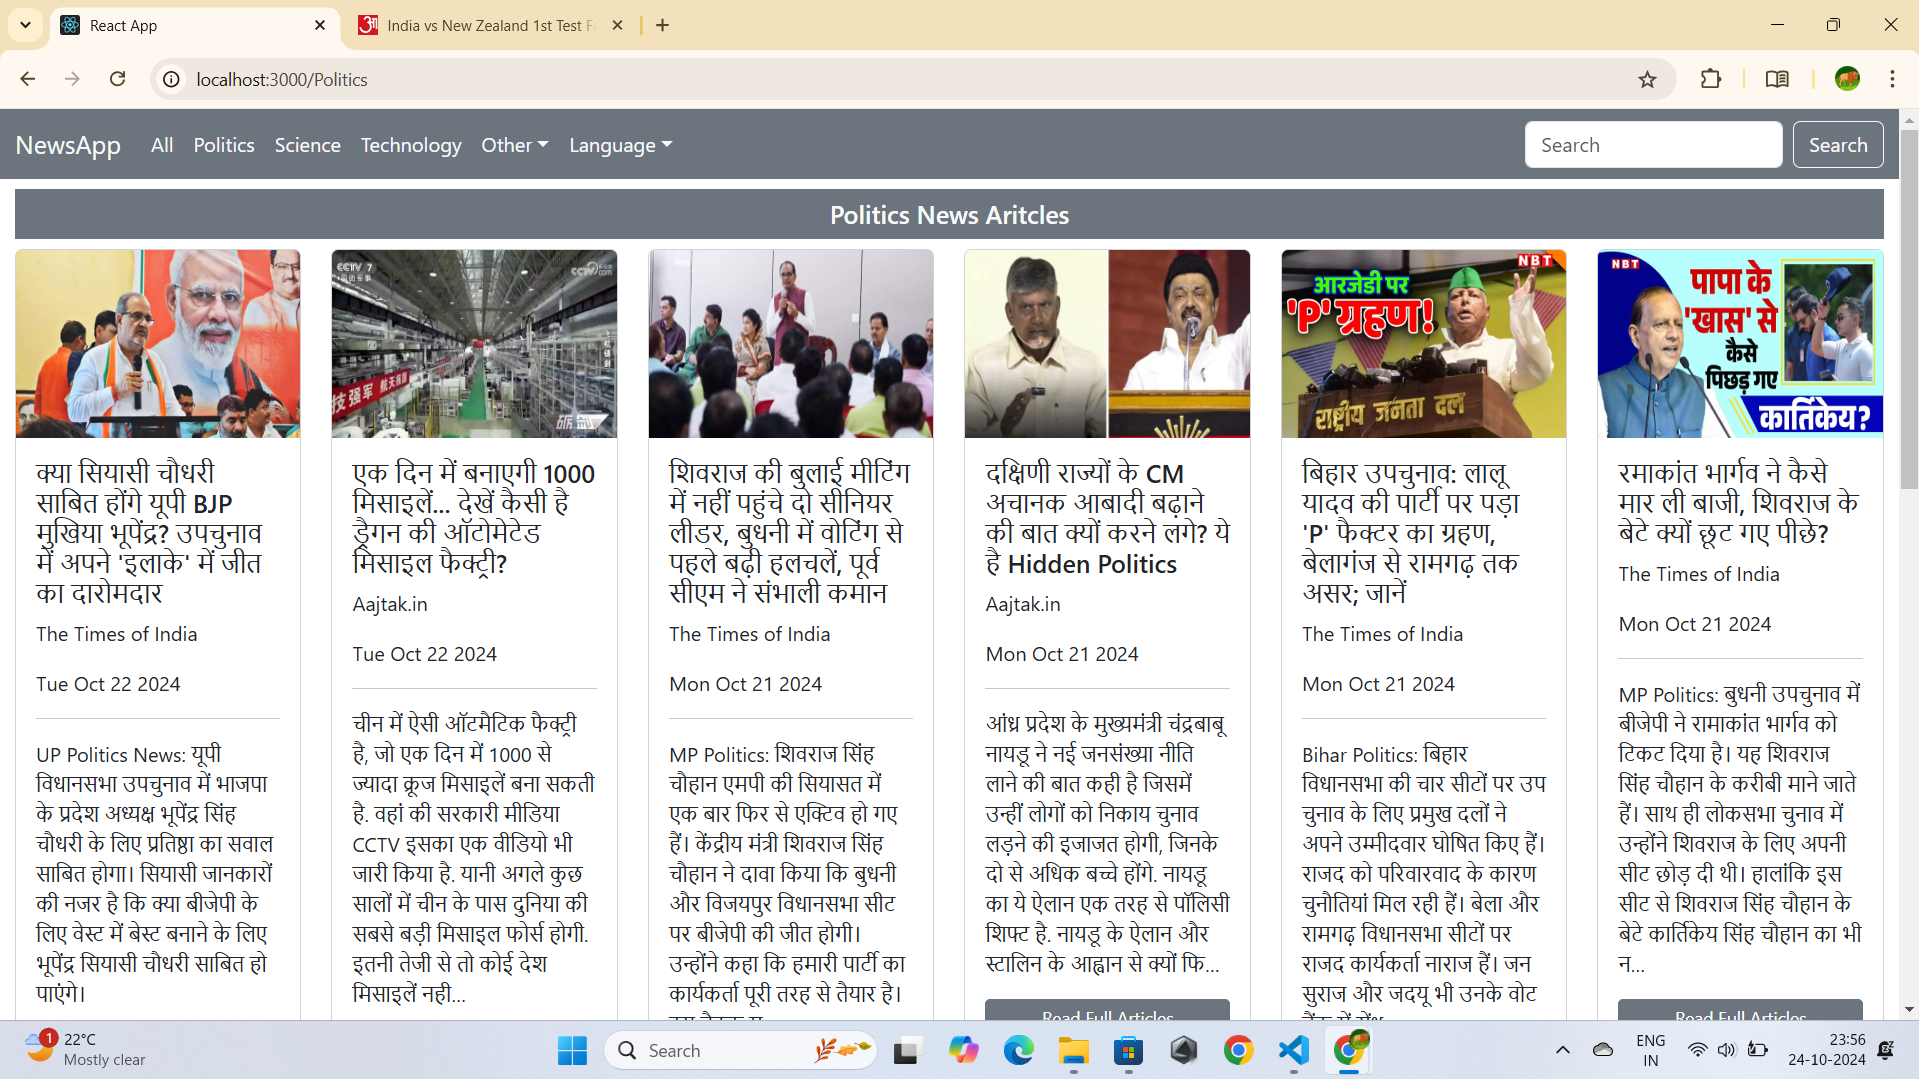 React App
India vs New Zealand 1st Test F
localhost:3000/Politics
NewsApp All Politics Science Technology Other Language Search Search
Politics News Aritcles
CCTV 7
CCTV.com
技强军 航天报国
आरजेडी पर
'P' ग्रहण!
NBT
राष्ट्रीय जनता दल
NBT
पापा के
'खास' से
कैसे
पिछड़ गए
कार्तिकेय?
क्या सियासी चौधरी
साबित होंगे यूपी BJP
मुखिया भूपेंद्र? उपचुनाव
में अपने 'इलाके' में जीत
का दारोमदार
The Times of India
Tue Oct 22 2024
UP Politics News: यूपी
विधानसभा उपचुनाव में भाजपा
के प्रदेश अध्यक्ष भूपेंद्र सिंह
चौधरी के लिए प्रतिष्ठा का सवाल
साबित होगा। सियासी जानकारों
की नजर है कि क्या बीजेपी के
लिए वेस्ट में बेस्ट बनाने के लिए
भूपेंद्र सियासी चौधरी साबित हो
पाएंगे।
एक दिन में बनाएगी 1000
मिसाइलें... देखें कैसी है
ड्रैगन की ऑटोमेटेड
मिसाइल फैक्ट्री?
Aajtak.in
Tue Oct 22 2024
चीन में ऐसी ऑटमैटिक फैक्ट्री
है, जो एक दिन में 1000 से
ज्यादा क्रूज मिसाइलें बना सकती
है. वहां की सरकारी मीडिया
CCTV इसका एक वीडियो भी
जारी किया है. यानी अगले कुछ
सालों में चीन के पास दुनिया की
सबसे बड़ी मिसाइल फोर्स होगी.
इतनी तेजी से तो कोई देश
मिसाइलें नही...
शिवराज की बुलाई मीटिंग
में नहीं पहुंचे दो सीनियर
लीडर, बुधनी में वोटिंग से
पहले बढ़ी हलचलें, पूर्व
सीएम ने संभाली कमान
The Times of India
Mon Oct 21 2024
MP Politics: शिवराज सिंह
चौहान एमपी की सियासत में
एक बार फिर से एक्टिव हो गए
हैं। केंद्रीय मंत्री शिवराज सिंह
चौहान ने दावा किया कि बुधनी
और विजयपुर विधानसभा सीट
पर बीजेपी की जीत होगी।
उन्होंने कहा कि हमारी पार्टी का
कार्यकर्ता पूरी तरह से तैयार है।
दक्षिणी राज्यों के CM
अचानक आबादी बढ़ाने
की बात क्यों करने लगे? ये
है Hidden Politics
Aajtak.in
Mon Oct 21 2024
आंध्र प्रदेश के मुख्यमंत्री चंद्रबाबू
नायडू ने नई जनसंख्या नीति
लाने की बात कही है जिसमें
उन्हीं लोगों को निकाय चुनाव
लड़ने की इजाजत होगी, जिनके
दो से अधिक बच्चे होंगे. नायडू
का ये ऐलान एक तरह से पॉलिसी
शिफ्ट है. नायडू के ऐलान और
स्टालिन के आह्वान से क्यों फि...
Read Full Articles
बिहार उपचुनाव: लालू
यादव की पार्टी पर पड़ा
'P' फैक्टर का ग्रहण,
बेलागंज से रामगढ़ तक
असर; जानें
The Times of India
Mon Oct 21 2024
Bihar Politics: बिहार
विधानसभा की चार सीटों पर उप
चुनाव के लिए प्रमुख दलों ने
अपने उम्मीदवार घोषित किए हैं।
राजद को परिवारवाद के कारण
चुनौतियां मिल रही हैं। बेला और
रामगढ़ विधानसभा सीटों पर
राजद कार्यकर्ता नाराज हैं। जन
सुराज और जदयू भी उनके वोट
रमाकांत भार्गव ने कैसे
मार ली बाजी, शिवराज के
बेटे क्यों छूट गए पीछे?
The Times of India
Mon Oct 21 2024
MP Politics: बुधनी उपचुनाव में
बीजेपी ने रामाकांत भार्गव को
टिकट दिया है। यह शिवराज
सिंह चौहान के करीबी माने जाते
हैं। साथ ही लोकसभा चुनाव में
उन्होंने शिवराज के लिए अपनी
सीट छोड़ दी थी। हालांकि इस
सीट से शिवराज सिंह चौहान के
बेटे कार्तिकेय सिंह चौहान का भी
न...
Read Full Articles
1
22°C
Mostly clear
Search
ENG
IN
23:56
24-10-2024